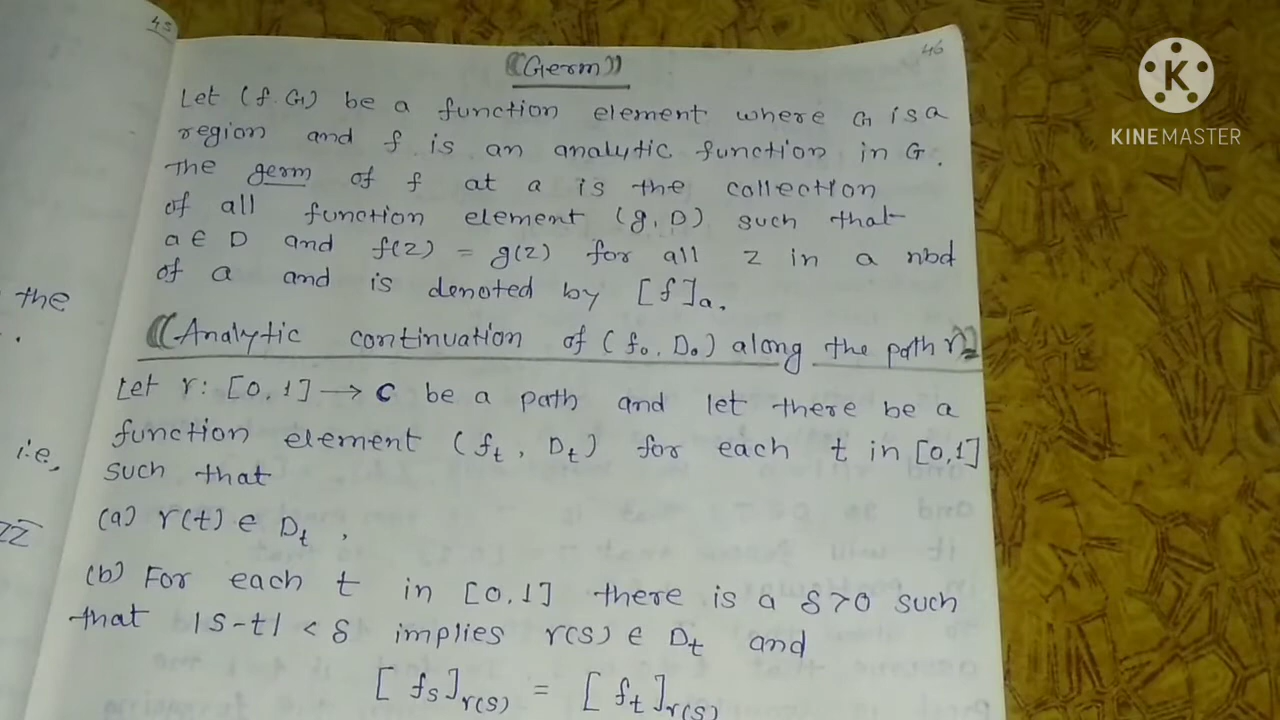 45
46
((Germ))
Let (f, G) be a function element where G is a
region and f is an analytic function in G.
The germ of f at a is the collection
of all function element (g, D) such that
a ∈ D and f(z) = g(z) for all z in a nbd
of a and is denoted by [f]ₐ.
((Analytic continuation of (f₀, D₀) along the path r))
Let r: [0,1] → C be a path and let there be a
function element (fₜ, Dₜ) for each t in [0,1]
such that
(a) r(t) ∈ Dₜ,
(b) For each t in [0,1] there is a δ>0 such
that |s-t| < δ implies r(s) ∈ Dₜ and
[fₛ]r(s) = [fₜ]r(s)
the
.
i.e,
KINEMASTER